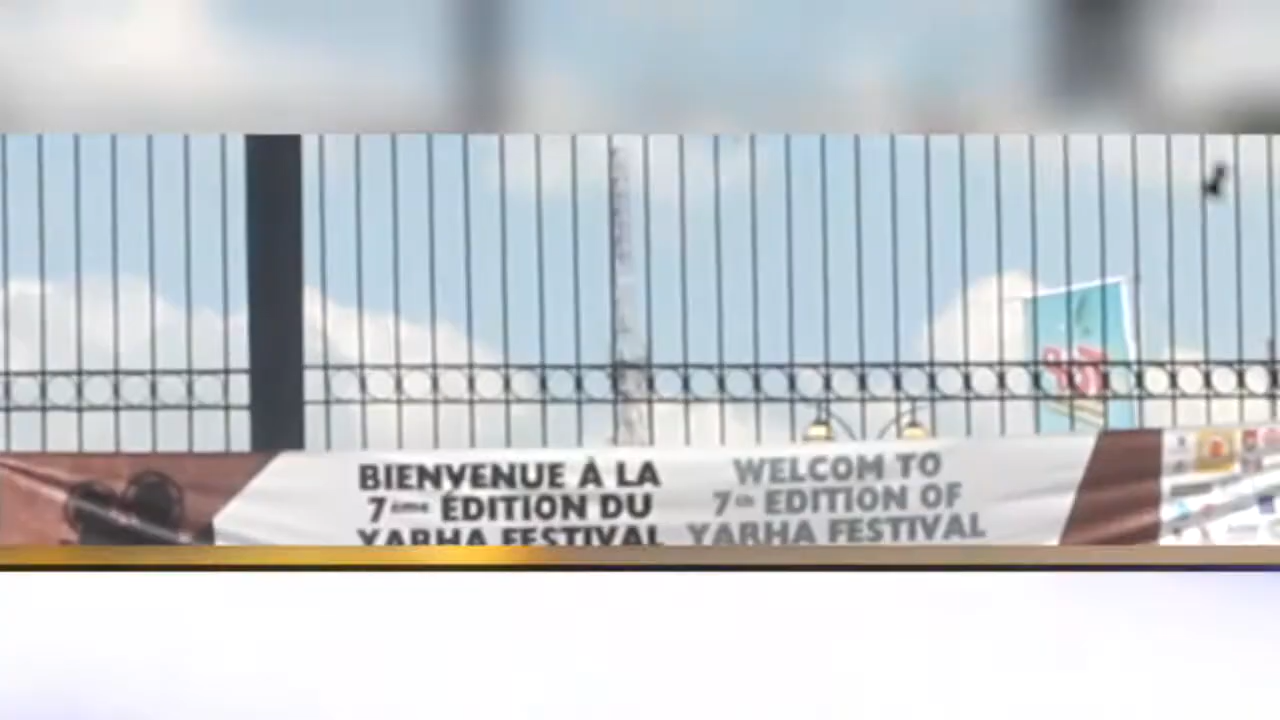 BIENVENUE À LA
7ème ÉDITION DU
YARHA FESTIVAL
WELCOM TO
7th EDITION OF
YARHA FESTIVAL